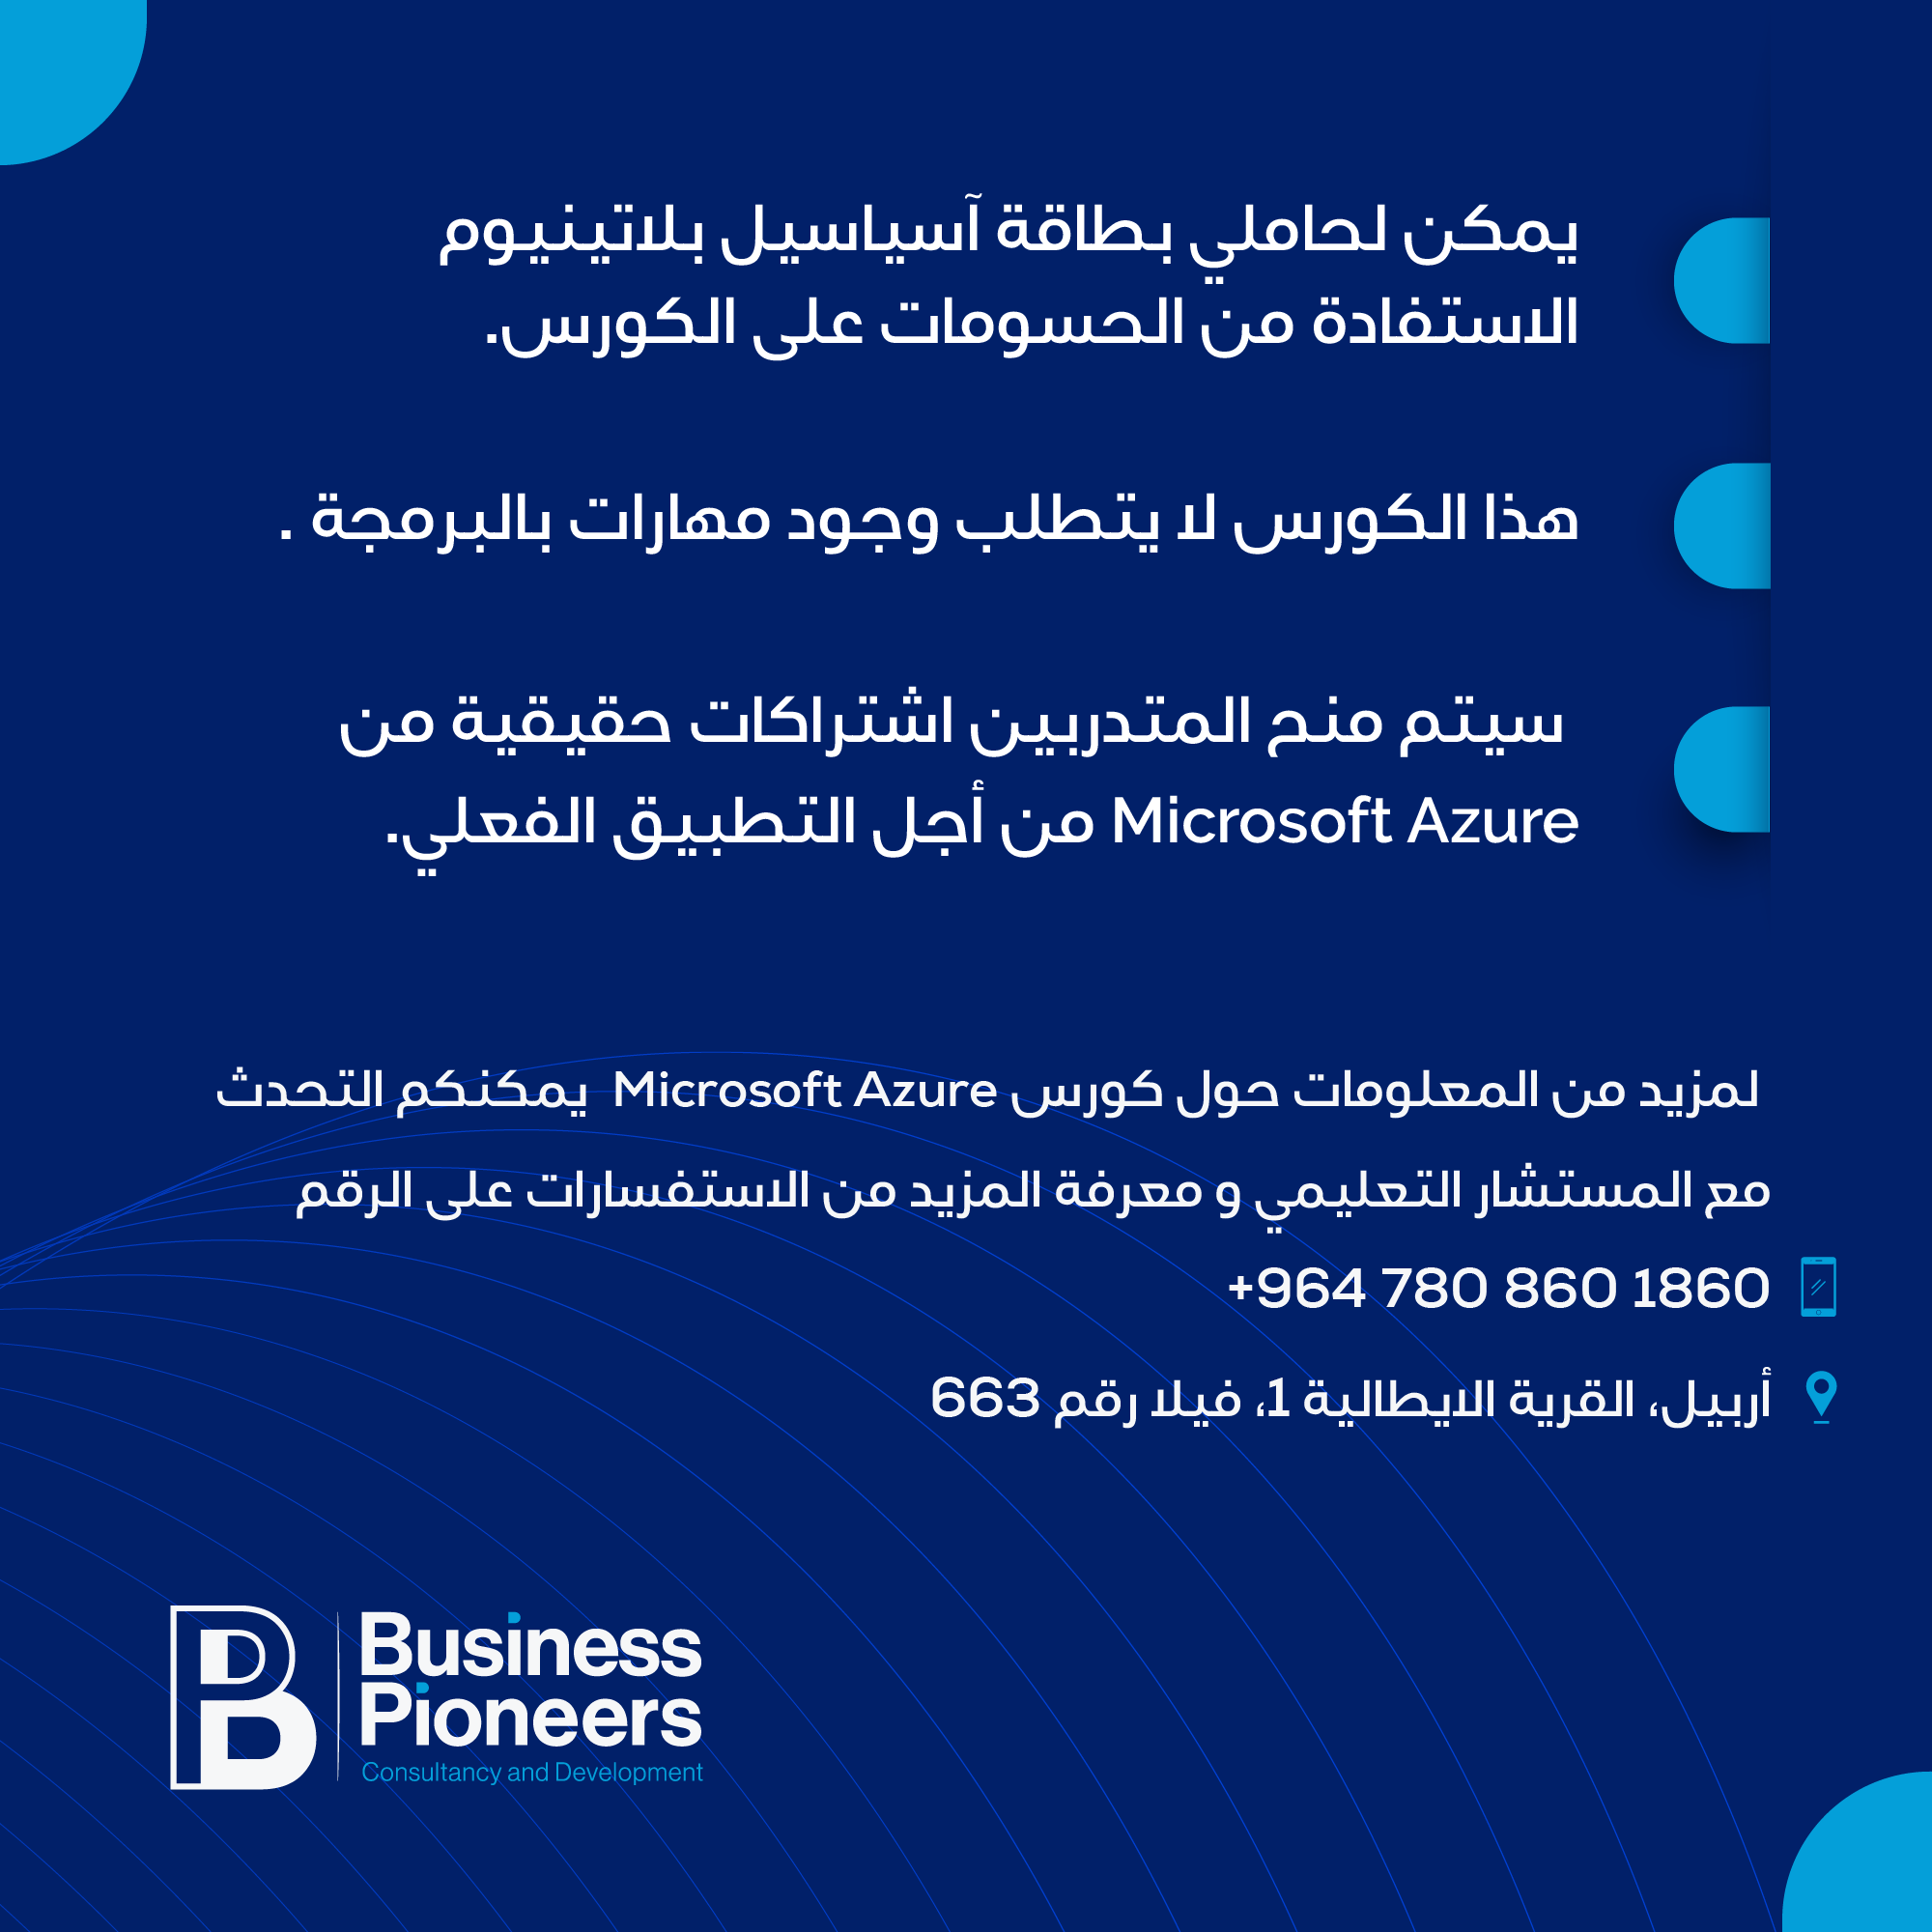 يمكن لحاملي بطاقة آسياسيل بلاتينيوم
الاستفادة من الحسومات على الكورس.
هذا الكورس لا يتطلب وجود مهارات بالبرمجة .
سيتم منح المتدربين اشتراكات حقيقية من
Microsoft Azure من أجل التطبيق الفعلي.
لمزيد من المعلومات حول كورس Microsoft Azure يمكنكم التحدث
مع المستشار التعليمي و معرفة المزيد من الاستفسارات على الرقم
+964 780 860 1860
أربيل، القرية الايطالية 1، فيلا رقم 663
Business
Pioneers
Consultancy and Development